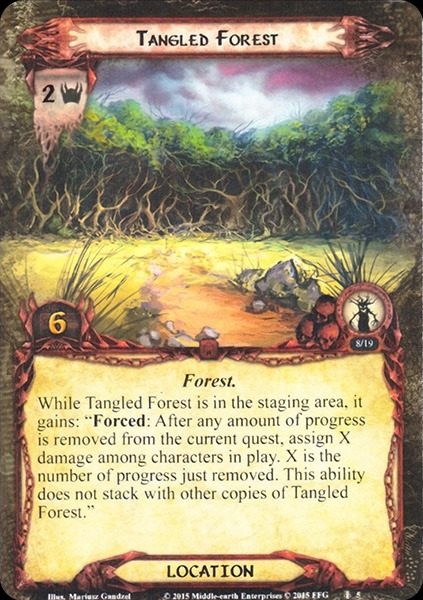 Tangled Forest
2
6
8/19
Forest.
While Tangled Forest is in the staging area, it
gains: “Forced: After any amount of progress
is removed from the current quest, assign X
damage among characters in play. X is the
number of progress just removed. This ability
does not stack with other copies of Tangled
Forest.”
LOCATION
Illus. Mariusz Gandzel © 2015 Middle-earth Enterprises © 2015 FFG 5